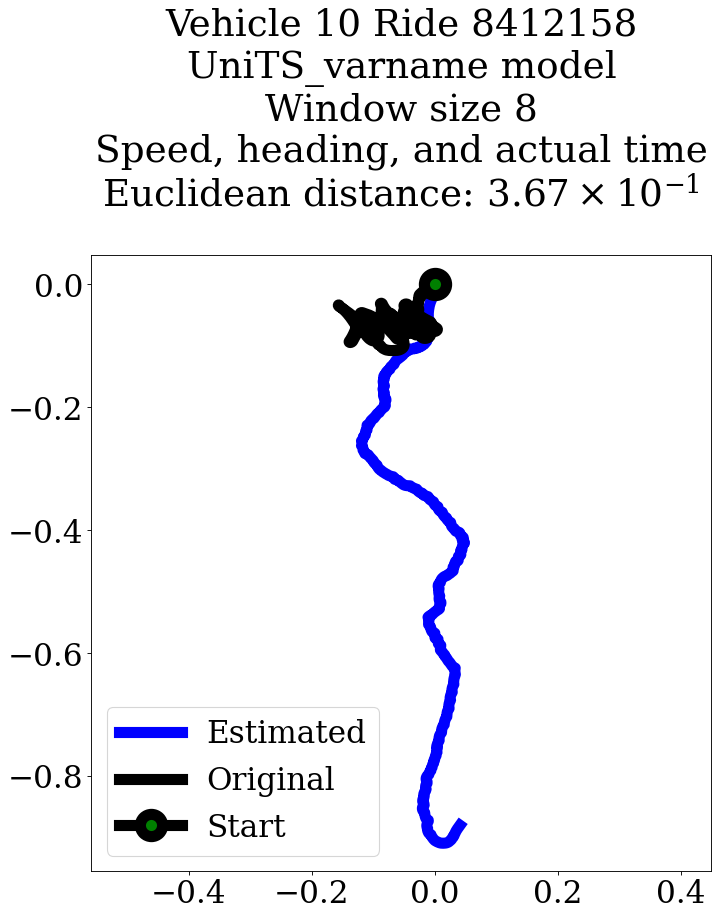 Vehicle 10 Ride 8412158
UniTS_varname model
Window size 8
Speed, heading, and actual time
Euclidean distance: 3.67 × 10⁻¹
0.0
−0.2
−0.4
−0.6
−0.8
Estimated
Original
Start
−0.4 −0.2 0.0 0.2 0.4